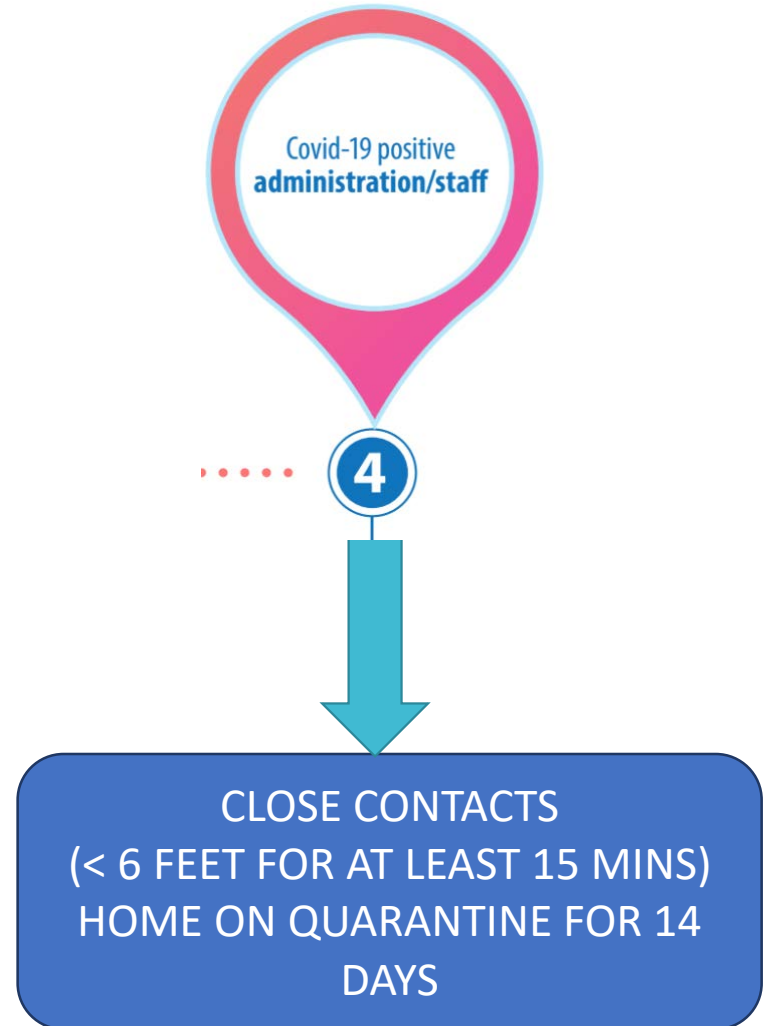 Covid-19 positive
administration/staff
4
CLOSE CONTACTS
(< 6 FEET FOR AT LEAST 15 MINS)
HOME ON QUARANTINE FOR 14
DAYS